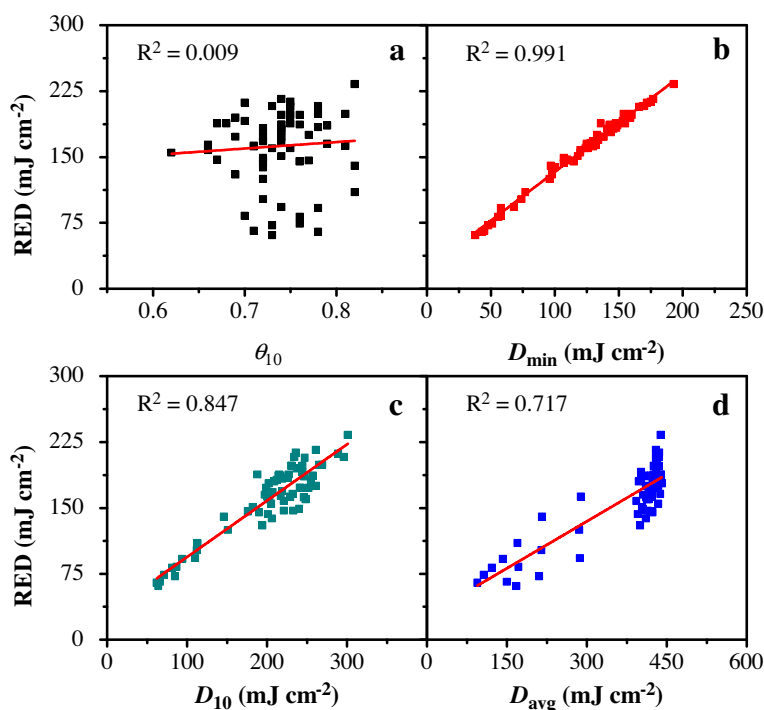 300
R² = 0.009
a
R² = 0.991
b
225
150
75
0
RED (mJ cm⁻²)
0.6
0.7
0.8
50
100
150
200
250
θ₁₀
D_min (mJ cm⁻²)
300
R² = 0.847
c
R² = 0.717
d
225
150
75
0
RED (mJ cm⁻²)
0
100
200
300
0
150
300
450
600
D₁₀ (mJ cm⁻²)
D_avg (mJ cm⁻²)